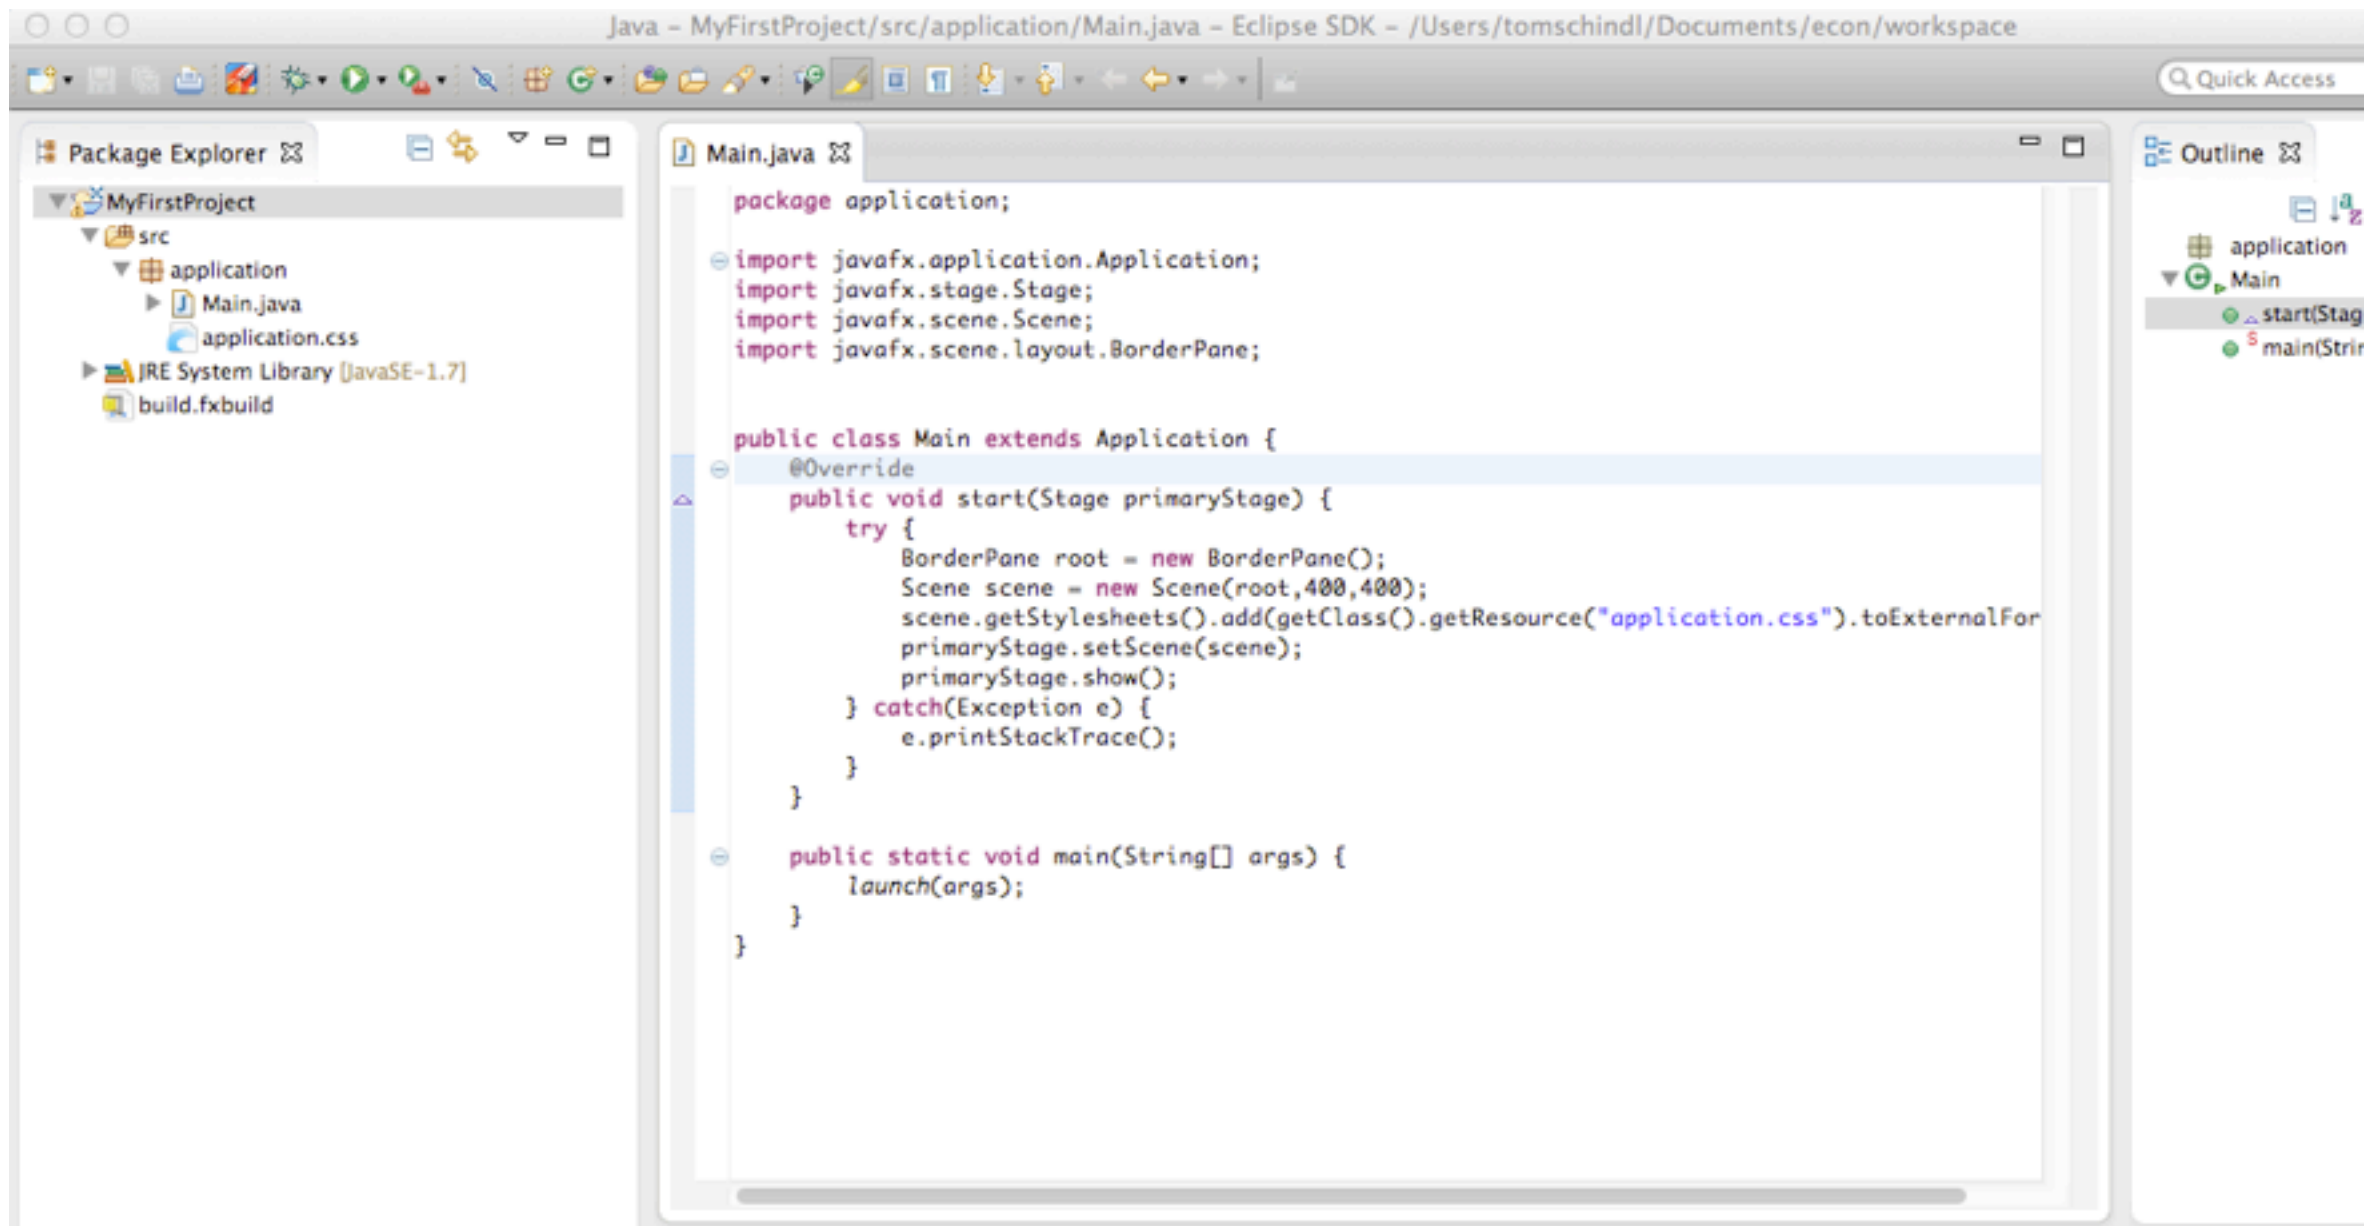 Java – MyFirstProject/src/application/Main.java – Eclipse SDK – /Users/tomschindl/Documents/econ/workspace
Quick Access
Package Explorer
MyFirstProject
src
application
Main.java
application.css
JRE System Library [JavaSE-1.7]
build.fxbuild
Main.java
package application;
import javafx.application.Application;
import javafx.stage.Stage;
import javafx.scene.Scene;
import javafx.scene.layout.BorderPane;
public class Main extends Application {
@Override
public void start(Stage primaryStage) {
try {
BorderPane root = new BorderPane();
Scene scene = new Scene(root,400,400);
scene.getStylesheets().add(getClass().getResource("application.css").toExternalFor
primaryStage.setScene(scene);
primaryStage.show();
} catch(Exception e) {
e.printStackTrace();
}
}
public static void main(String[] args) {
launch(args);
}
}
Outline
application
Main
start(Stag
main(Strin